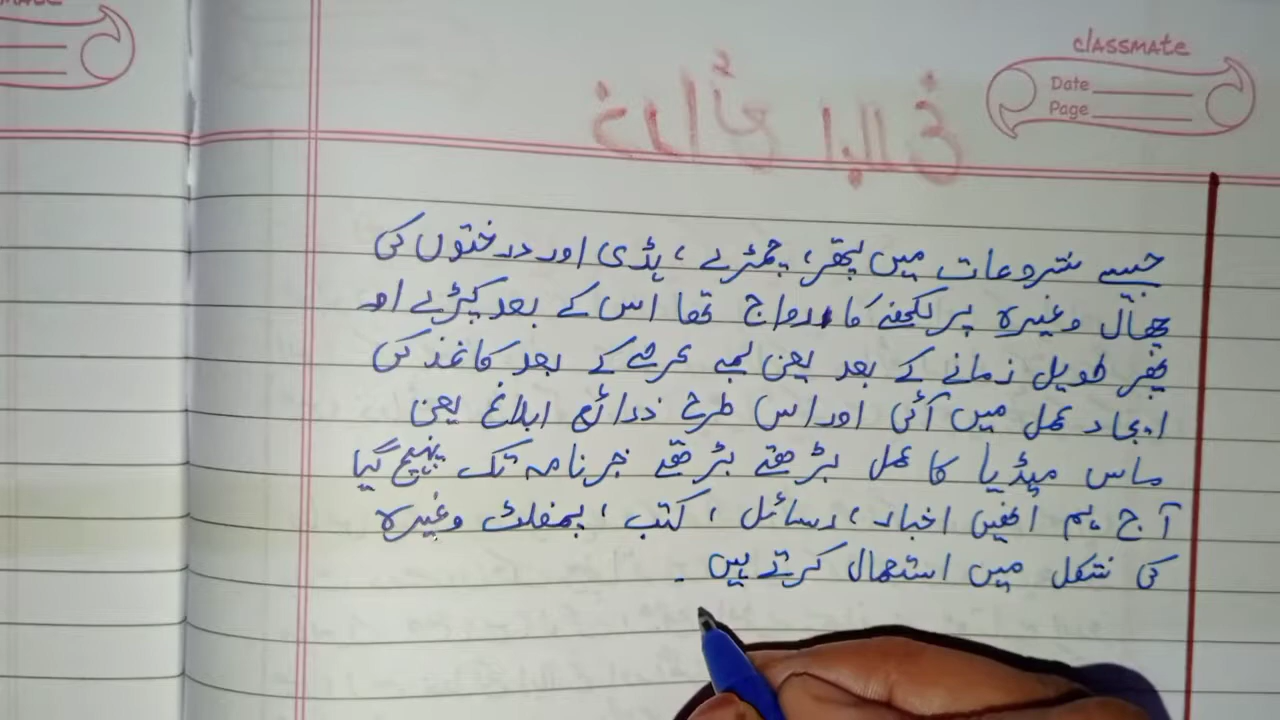 classmate
Date
Page
جیسے شروعات میں پتھر، چمڑے، ہڈی اور درختوں کی
چھال وغیرہ پر لکھنے کا رواج تھا اس کے بعد کپڑے اور
پھر طویل زمانے کے بعد یعنی لمبے عرصے کے بعد کاغذ کی
ایجاد عمل میں آئی اور اس طرح ذرائع ابلاغ یعنی
ماس میڈیا کا عمل بڑھتے بڑھتے خبرنامہ تک پہنچ گیا
آج ہم انھیں اخبار، رسائل، کتب، پمفلٹ وغیرہ
کی شکل میں استعمال کرتے ہیں۔